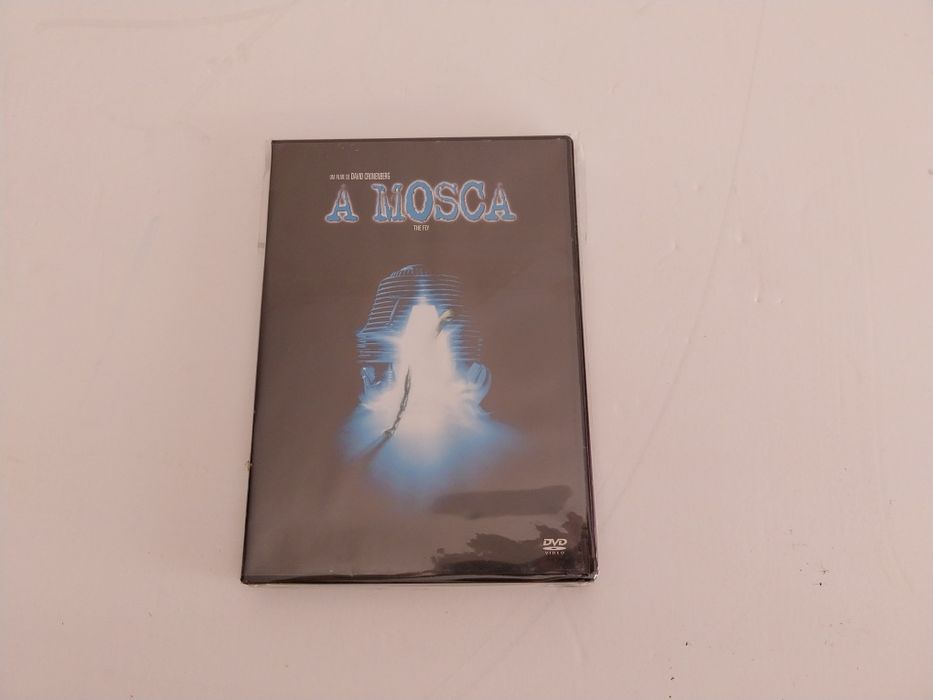 UM FILME DE DAVID CRONENBERG
A MOSCA
THE FLY
DVD
VIDEO